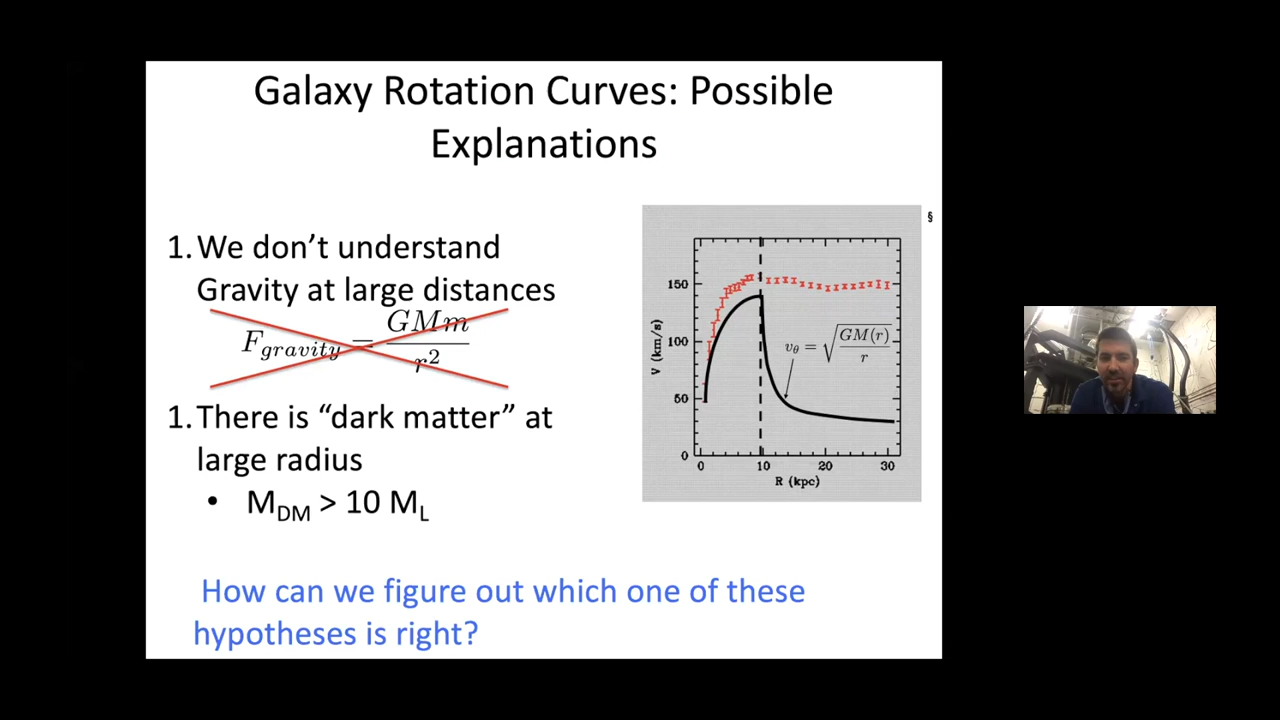 Galaxy Rotation Curves: Possible
Explanations
1. We don’t understand
Gravity at large distances
F_gravity = GMm / r²
1. There is “dark matter” at
large radius
• M_DM > 10 M_L
How can we figure out which one of these
hypotheses is right?
§
150
100
50
0
V (km/s)
v_θ = √(GM(r) / r)
0 10 20 30
R (kpc)